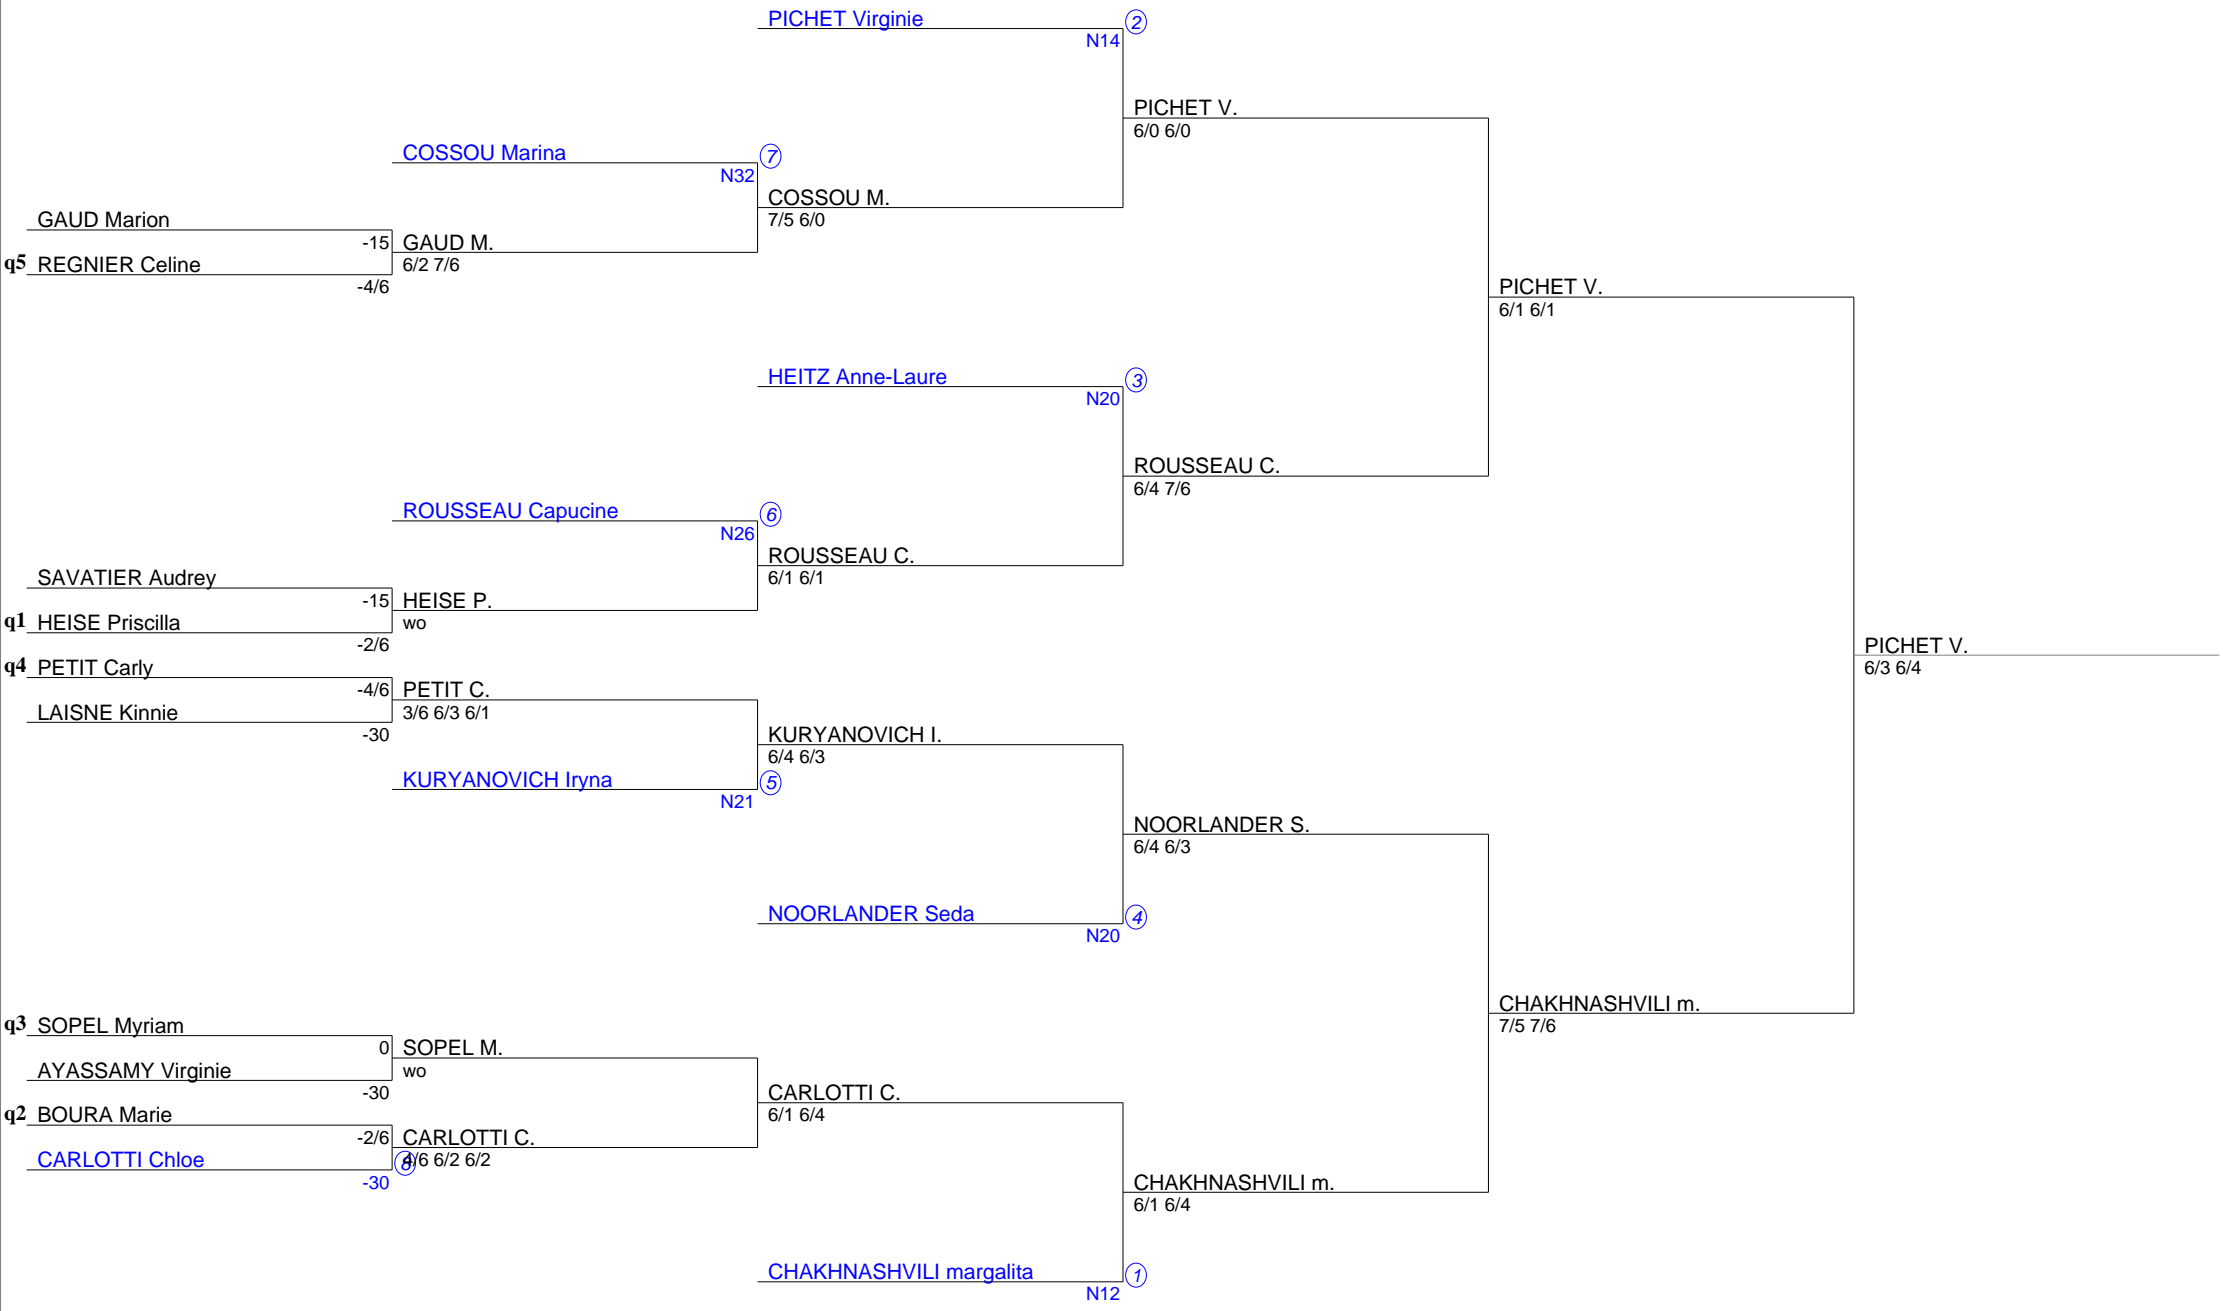 PICHET Virginie
2
N14
PICHET V.
6/0 6/0
COSSOU Marina
7
N32
COSSOU M.
7/5 6/0
GAUD Marion
-15
GAUD M.
6/2 7/6
q5 REGNIER Celine
-4/6
PICHET V.
6/1 6/1
HEITZ Anne-Laure
3
N20
ROUSSEAU C.
6/4 7/6
ROUSSEAU Capucine
6
N26
ROUSSEAU C.
6/1 6/1
SAVATIER Audrey
-15
HEISE P.
wo
q1 HEISE Priscilla
-2/6
PICHET V.
6/3 6/4
q4 PETIT Carly
-4/6
PETIT C.
3/6 6/3 6/1
LAISNE Kinnie
-30
KURYANOVICH I.
6/4 6/3
KURYANOVICH Iryna
5
N21
NOORLANDER S.
6/4 6/3
NOORLANDER Seda
4
N20
CHAKHNASHVILI m.
7/5 7/6
q3 SOPEL Myriam
0
SOPEL M.
wo
AYASSAMY Virginie
-30
CARLOTTI C.
6/1 6/4
q2 BOURA Marie
-2/6
CARLOTTI C.
4/6 6/2 6/2
CARLOTTI Chloe
8
-30
CHAKHNASHVILI m.
6/1 6/4
CHAKHNASHVILI margalita
1
N12